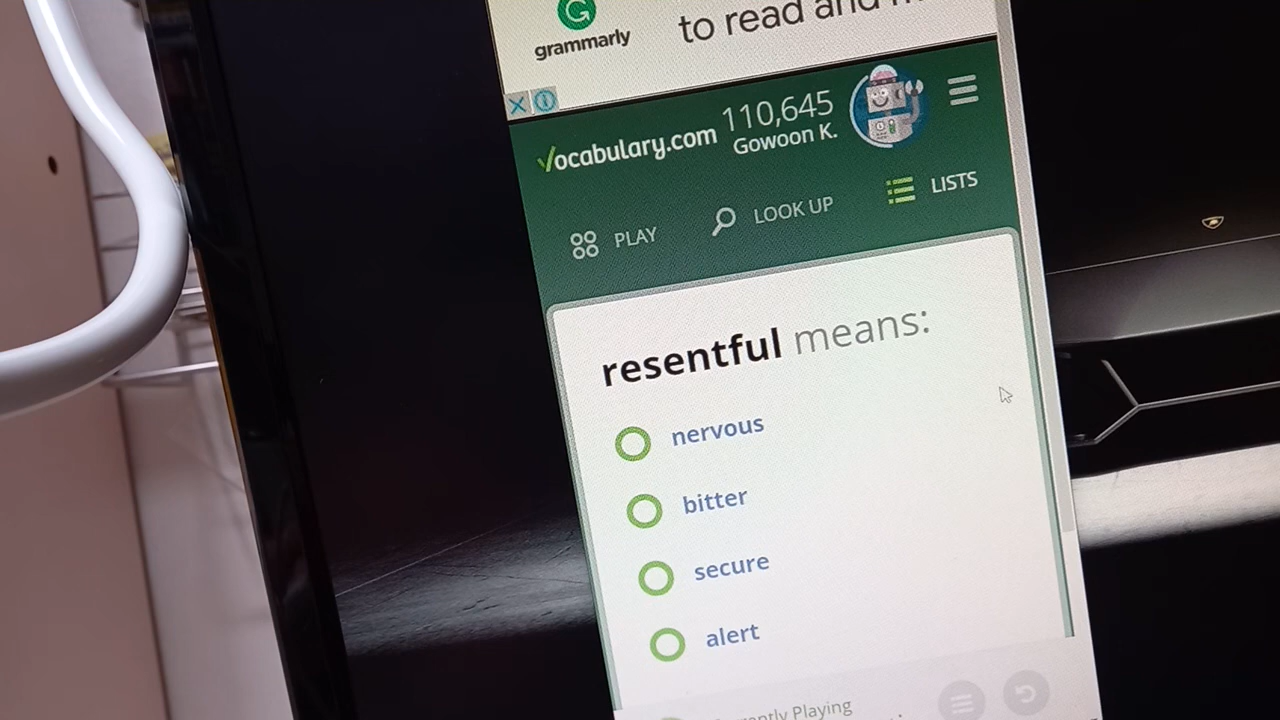 grammarly
to read and
Vocabulary.com
110,645
Gowoon K.
PLAY
LOOK UP
LISTS
resentful means:
nervous
bitter
secure
alert
Playing